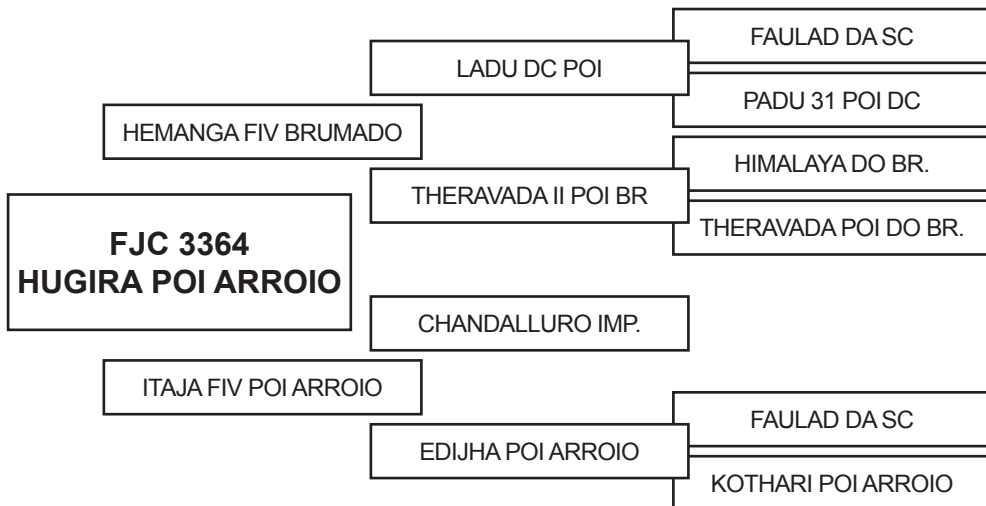 FAULAD DA SC
LADU DC POI
PADU 31 POI DC
HEMANGA FIV BRUMADO
HIMALAYA DO BR.
THERAVADA II POI BR
THERAVADA POI DO BR.
FJC 3364
HUGIRA POI ARROIO
CHANDALLURO IMP.
ITAJA FIV POI ARROIO
FAULAD DA SC
EDIJHA POI ARROIO
KOTHARI POI ARROIO